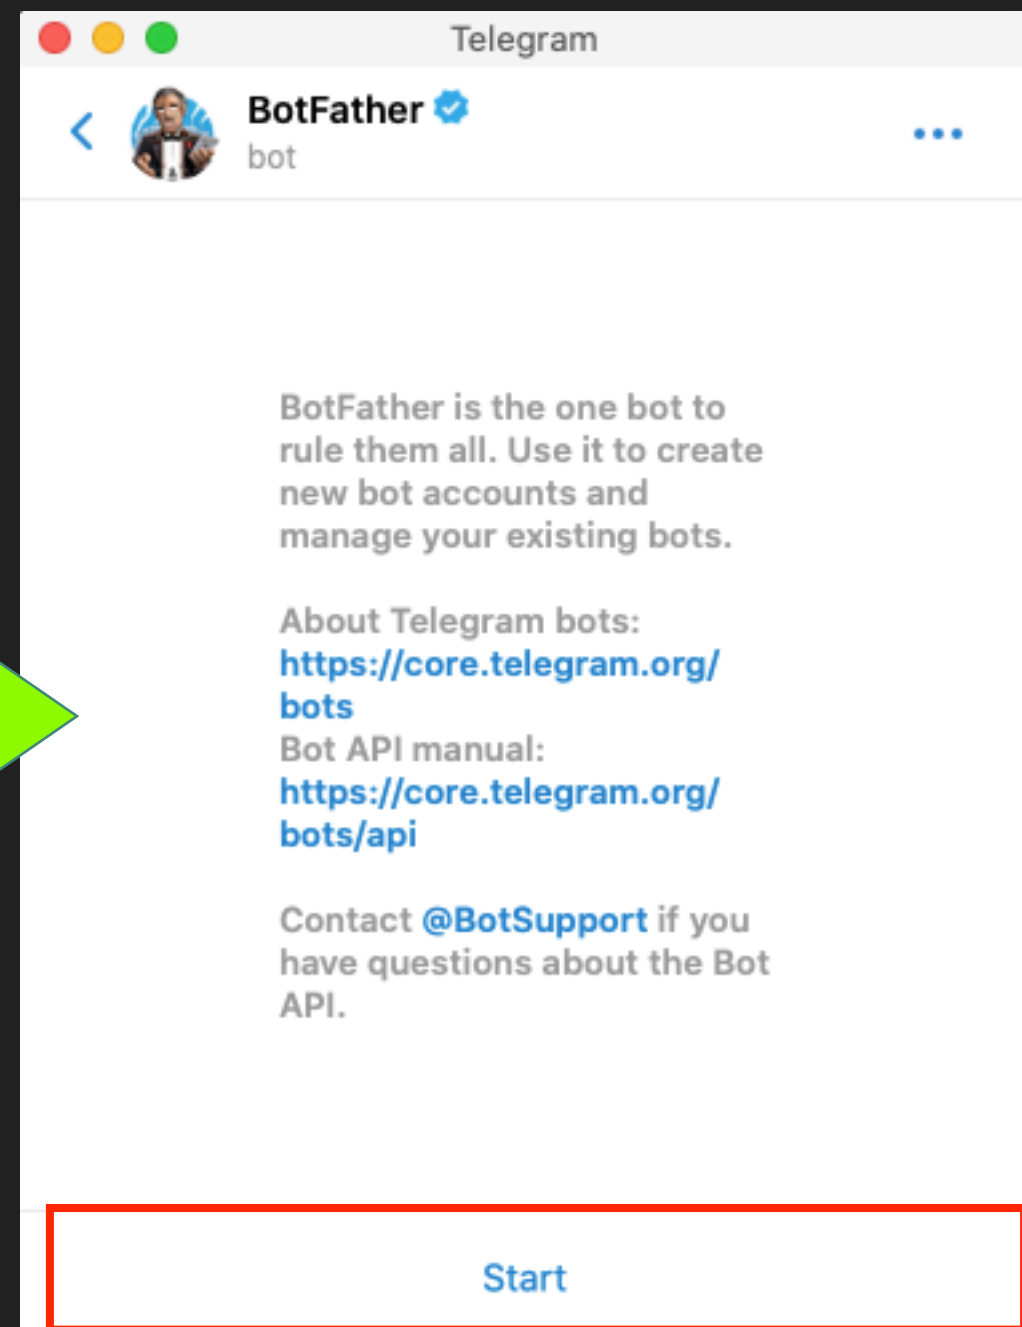 Telegram
BotFather
bot
BotFather is the one bot to
rule them all. Use it to create
new bot accounts and
manage your existing bots.
About Telegram bots:
https://core.telegram.org/
bots
Bot API manual:
https://core.telegram.org/
bots/api
Contact @BotSupport if you
have questions about the Bot
API.
Start